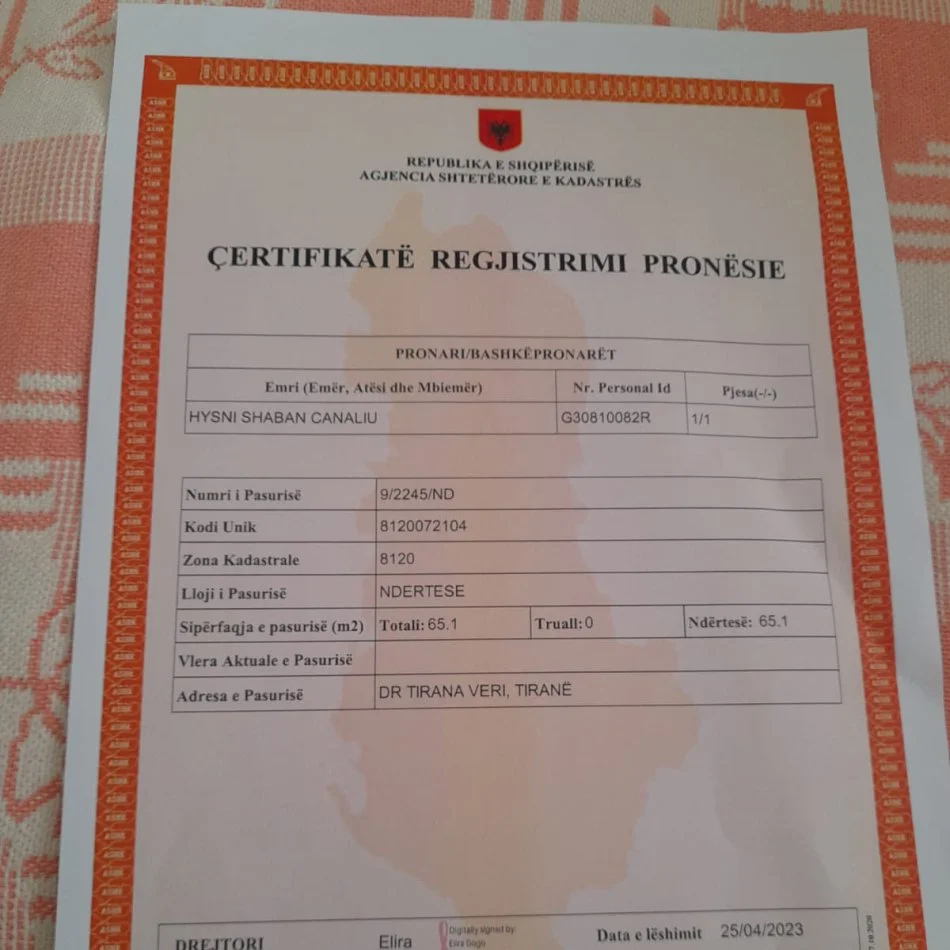 REPUBLIKA E SHQIPËRISË
AGJENCIA SHTETËRORE E KADASTRËS
ÇERTIFIKATË REGJISTRIMI PRONËSIE
PRONARI/BASHKËPRONARËT
Emri (Emër, Atësi dhe Mbiemër) Nr. Personal Id Pjesa(-/-)
HYSNI SHABAN CANALIU G30810082R 1/1
Numri i Pasurisë 9/2245/ND
Kodi Unik 8120072104
Zona Kadastrale 8120
Lloji i Pasurisë NDERTESE
Sipërfaqja e pasurisë (m2) Totali: 65.1 Truall: 0 Ndërtesë: 65.1
Vlera Aktuale e Pasurisë
Adresa e Pasurisë DR TIRANA VERI, TIRANË
DREJTORI Elira Digitally signed by: Data e lëshimit 25/04/2023
Elira Gogo